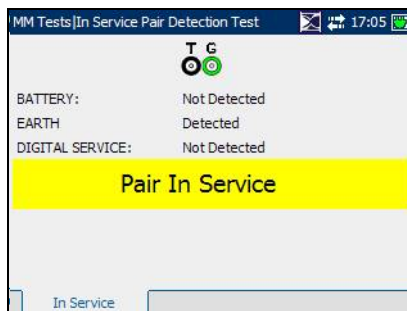 MM Tests|In Service Pair Detection Test 17:05
T G
BATTERY: Not Detected
EARTH Detected
DIGITAL SERVICE: Not Detected
Pair In Service
In Service